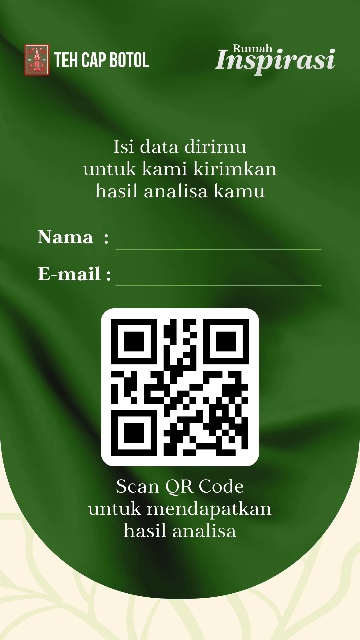 TEH CAP BOTOL
Rumah
Inspirasi
Isi data dirimu
untuk kami kirimkan
hasil analisa kamu
Nama :
E-mail :
Scan QR Code
untuk mendapatkan
hasil analisa